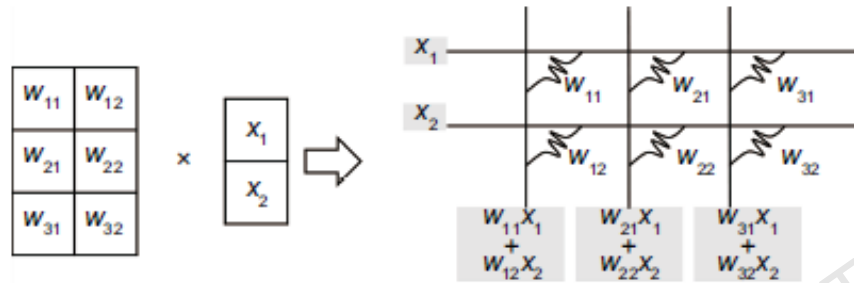 W₁₁ W₁₂
W₂₁ W₂₂
W₃₁ W₃₂
×
X₁
X₂
X₁
W₁₁ W₂₁ W₃₁
X₂
W₁₂ W₂₂ W₃₂
W₁₁X₁ W₂₁X₁ W₃₁X₁
+ + +
W₁₂X₂ W₂₂X₂ W₃₂X₂